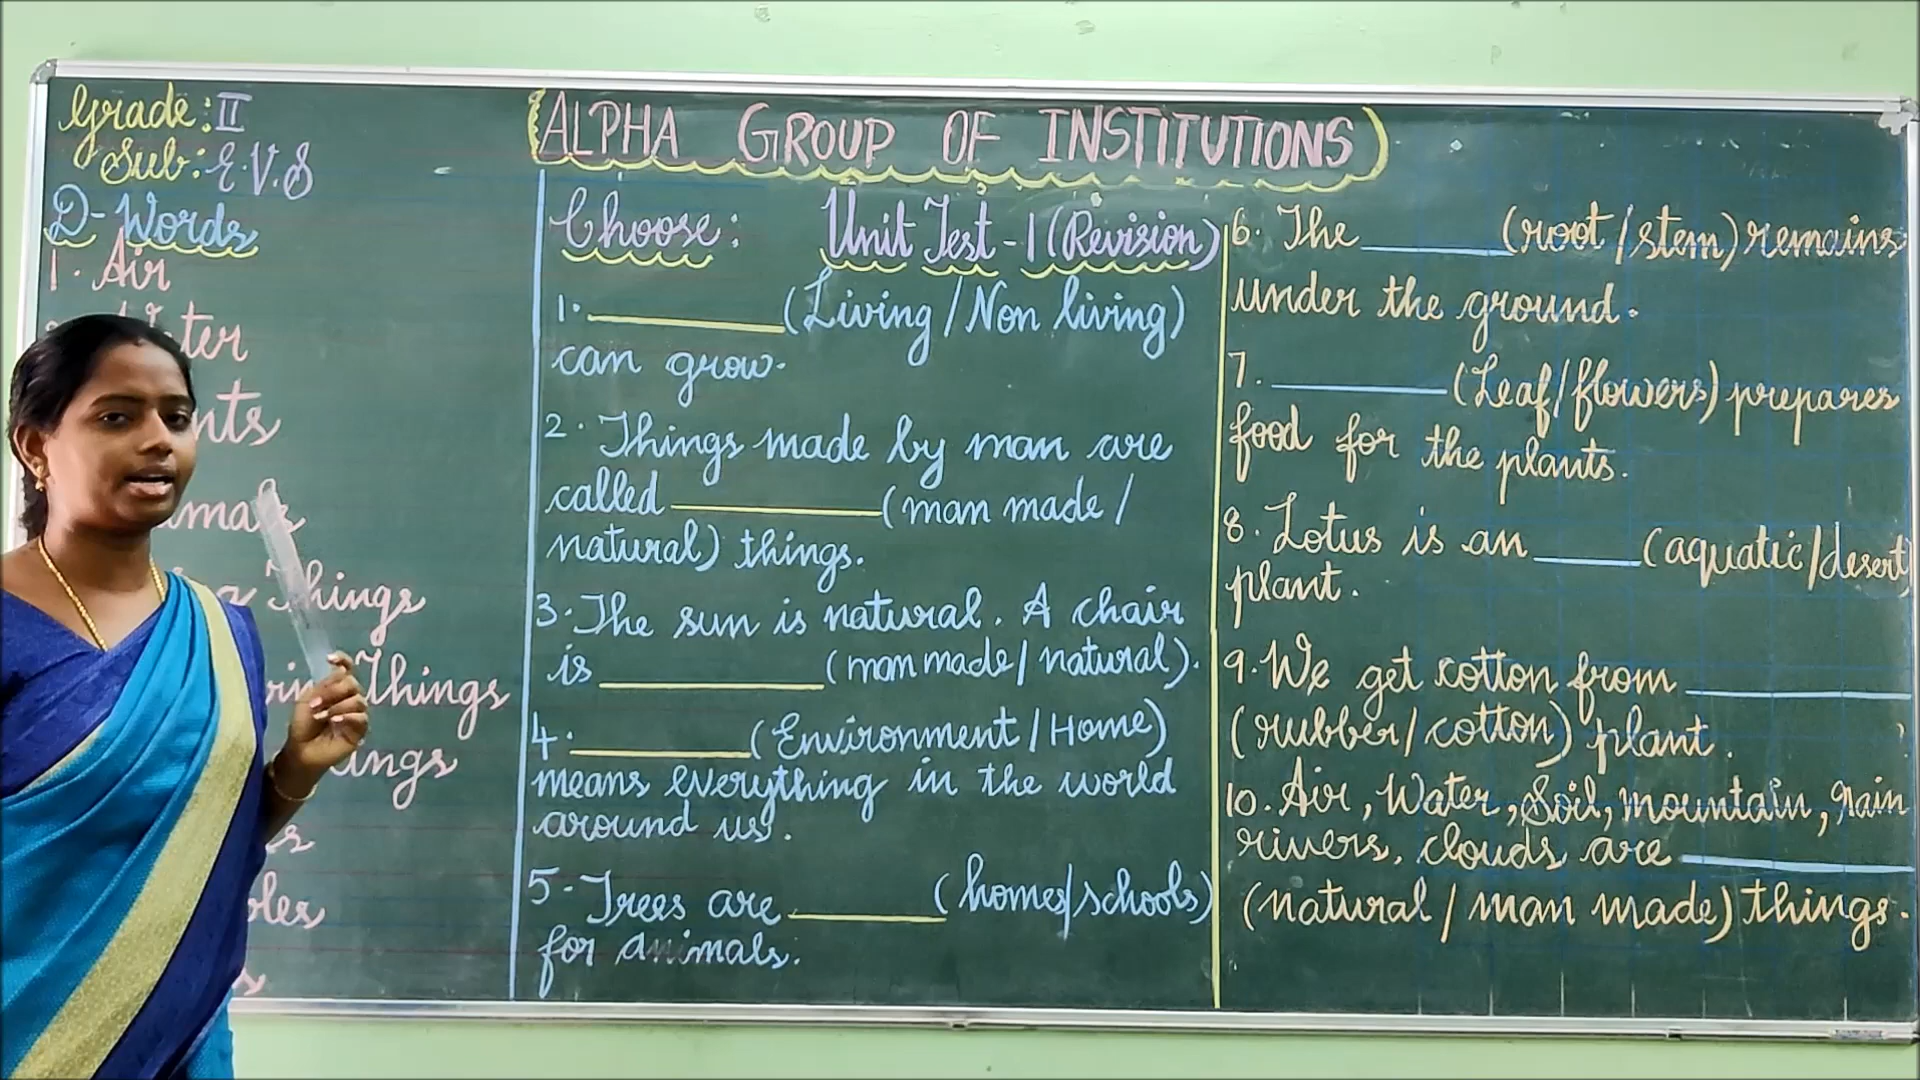 Grade: II
Sub: E.V.S
ALPHA GROUP OF INSTITUTIONS
D-Words
1. Air
Things
Things
Choose: Unit Test - 1 (Revision)
1. ________ (Living / Non living)
can grow.
2. Things made by man are
called ________ (man made /
natural) things.
3. The sun is natural. A chair
is ________ (man made / natural).
4. ________ (Environment / Home)
means everything in the world
around us.
5. Trees are ________ (homes/schools)
for animals.
6. The ________ (root / stem) remains
under the ground.
7. ________ (Leaf / flowers) prepares
food for the plants.
8. Lotus is an ________ (aquatic / desert)
plant.
9. We get cotton from ________
(rubber / cotton) plant.
10. Air, Water, Soil, mountain, rain
rivers, clouds are ________
(natural / man made) things.